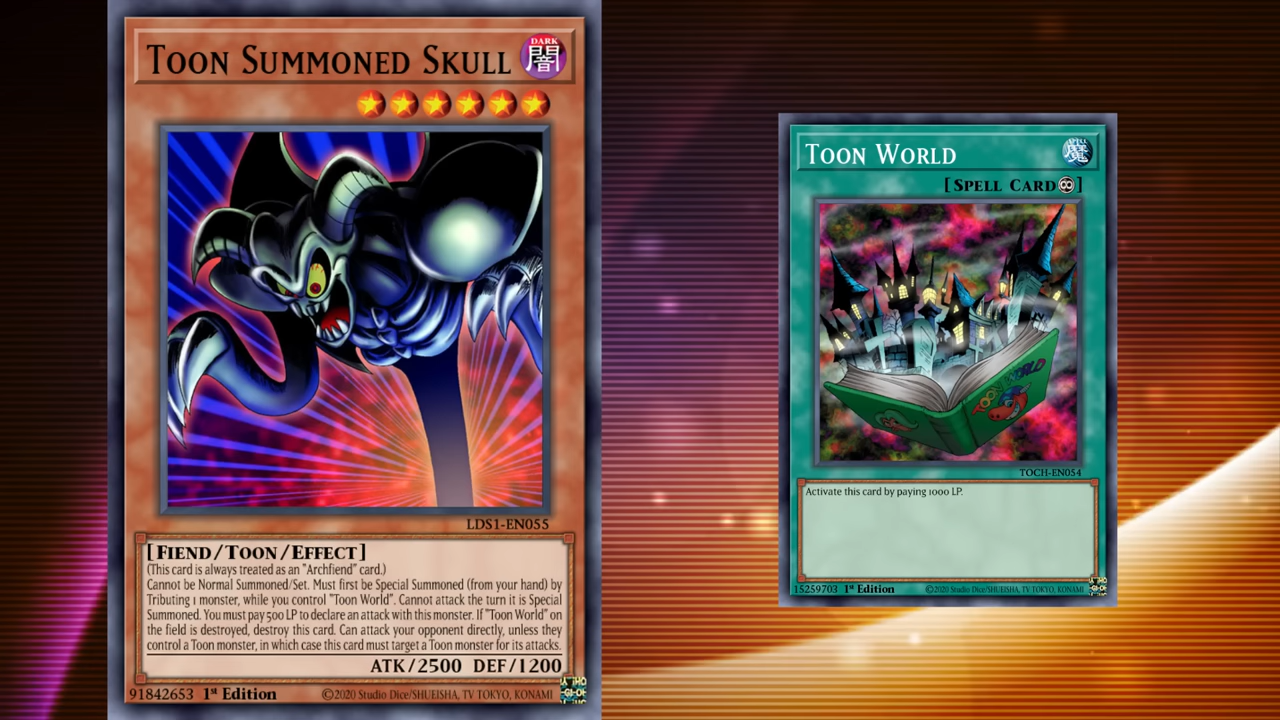 TOON SUMMONED SKULL
DARK
闇
LDS1-EN055
[FIEND/TOON/EFFECT]
(This card is always treated as an "Archfiend" card.)
Cannot be Normal Summoned/Set. Must first be Special Summoned (from your hand) by
Tributing 1 monster, while you control "Toon World". Cannot attack the turn it is Special
Summoned. You must pay 500 LP to declare an attack with this monster. If "Toon World" on
the field is destroyed, destroy this card. Can attack your opponent directly, unless they
control a Toon monster, in which case this card must target a Toon monster for its attacks.
ATK/2500 DEF/1200
91842653 1st Edition ©2020 Studio Dice/SHUEISHA, TV TOKYO, KONAMI
TOON WORLD
魔
[SPELL CARD]
TOON WORLD
TOCH-EN054
Activate this card by paying 1000 LP.
15259703 1st Edition ©2020 Studio Dice/SHUEISHA, TV TOKYO, KONAMI